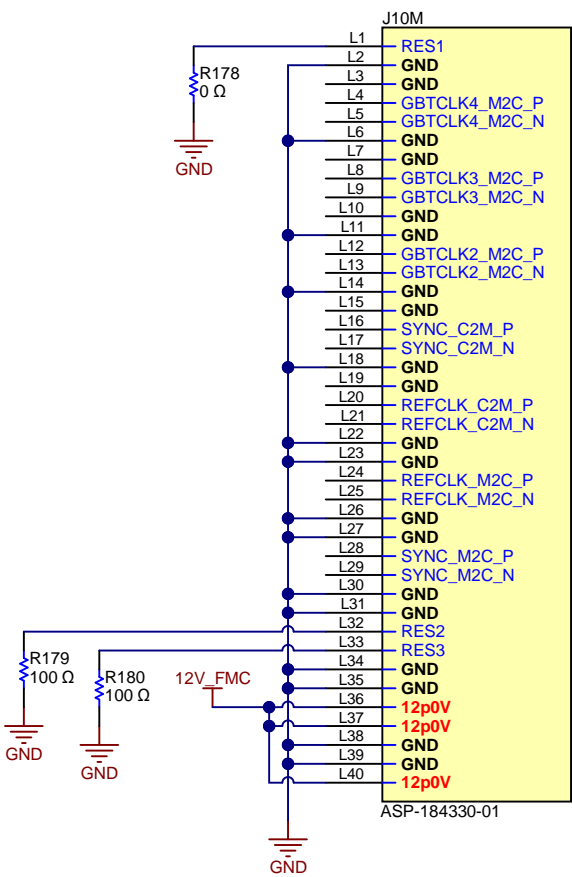 J10M
L1 RES1
L2 GND
L3 GND
L4 GBTCLK4_M2C_P
L5 GBTCLK4_M2C_N
L6 GND
L7 GND
L8 GBTCLK3_M2C_P
L9 GBTCLK3_M2C_N
L10 GND
L11 GND
L12 GBTCLK2_M2C_P
L13 GBTCLK2_M2C_N
L14 GND
L15 GND
L16 SYNC_C2M_P
L17 SYNC_C2M_N
L18 GND
L19 GND
L20 REFCLK_C2M_P
L21 REFCLK_C2M_N
L22 GND
L23 GND
L24 REFCLK_M2C_P
L25 REFCLK_M2C_N
L26 GND
L27 GND
L28 SYNC_M2C_P
L29 SYNC_M2C_N
L30 GND
L31 GND
L32 RES2
L33 RES3
L34 GND
L35 GND
L36 12p0V
L37 12p0V
L38 GND
L39 GND
L40 12p0V
ASP-184330-01
R178
0 Ω
GND
R179
100 Ω
GND
R180
100 Ω
GND
12V_FMC
GND